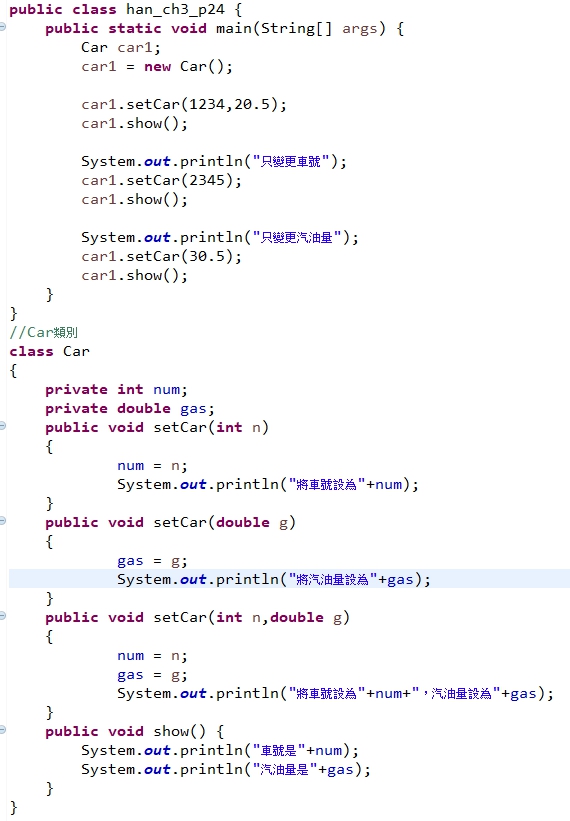 public class han_ch3_p24 {
    public static void main(String[] args) {
        Car car1;
        car1 = new Car();

        car1.setCar(1234,20.5);
        car1.show();

        System.out.println("只變更車號");
        car1.setCar(2345);
        car1.show();

        System.out.println("只變更汽油量");
        car1.setCar(30.5);
        car1.show();
    }
}
//Car類別
class Car
{
    private int num;
    private double gas;
    public void setCar(int n)
    {
            num = n;
            System.out.println("將車號設為"+num);
    }
    public void setCar(double g)
    {
            gas = g;
            System.out.println("將汽油量設為"+gas);
    }
    public void setCar(int n,double g)
    {
            num = n;
            gas = g;
            System.out.println("將車號設為"+num+"，汽油量設為"+gas);
    }
    public void show() {
        System.out.println("車號是"+num);
        System.out.println("汽油量是"+gas);
    }
}